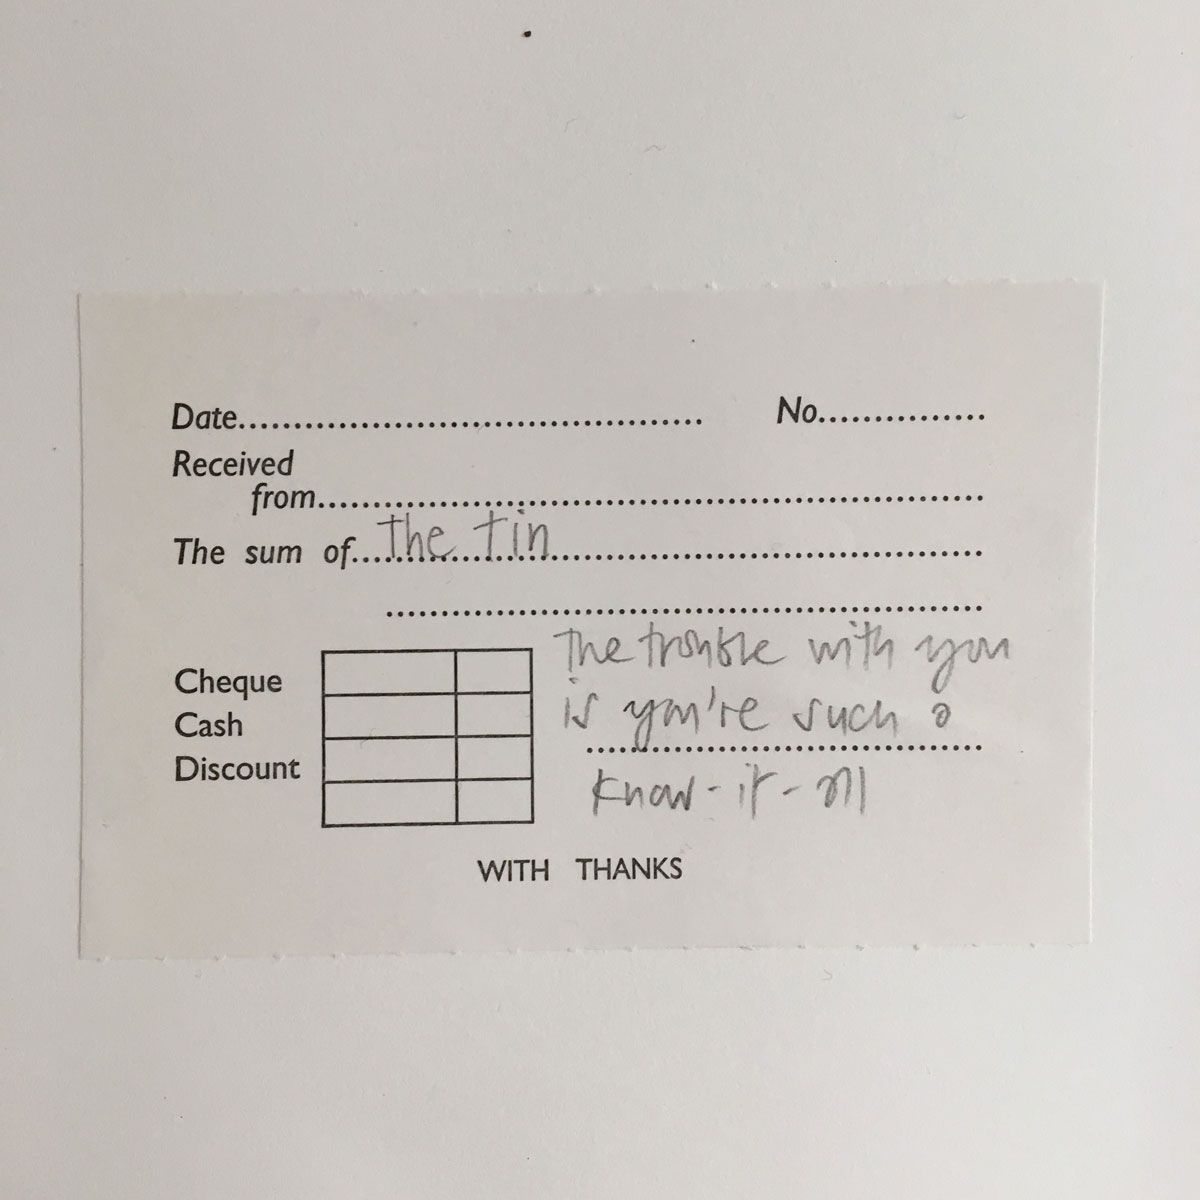 Date........................................ No...............
Received
from............................................................
The sum of...the tin.......................................
......................................................
The trouble with you
Cheque
is you're such a
Cash
....................................
Discount
know-it-all
WITH THANKS